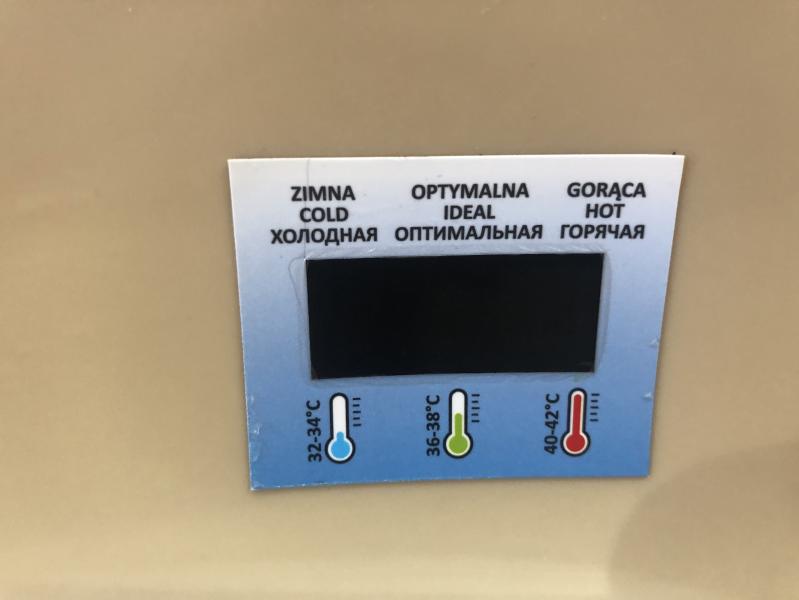 ZIMNA
COLD
ХОЛОДНАЯ
OPTYMALNA
IDEAL
ОПТИМАЛЬНАЯ
GORĄCA
HOT
ГОРЯЧАЯ
32-34°C
36-38°C
40-42°C